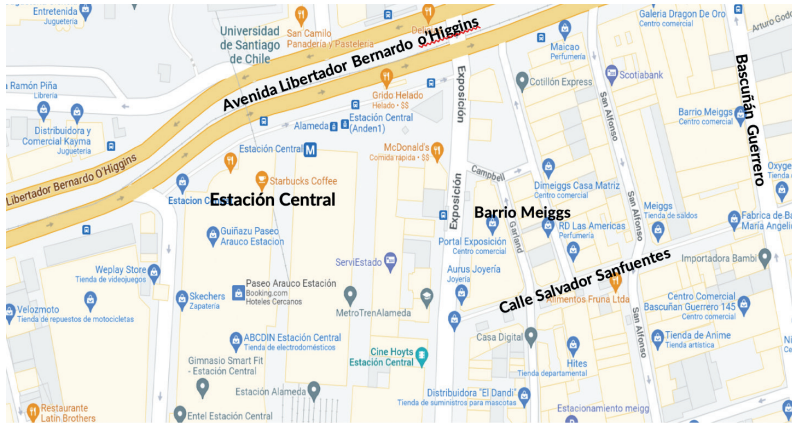 Entretenida
Juguetería
Universidad
de Santiago
de Chile
San Camilo
Panadería y Pastelería
Avenida Libertador Bernardo o'Higgins
Maicao
Perfumería
Galeria Dragon De Oro
Centro comercial
Arturo Godo
Ramón Piña
Librería
Distribuidora y
Comercial Kayma
Juguetería
Grido Helado
Helado • $$
Exposición
Cotillón Express
Scotiabank
San Alfonso
Barrio Meiggs
Centro comercial
Bascuñán Guerrero
Alameda
Estación Central
(Anden1)
Estación Central
M
McDonald's
Comida rápida • $$
Libertador Bernardo O'Higgins
Starbucks Coffee
Estación Central
Campbell
Dimeiggs Casa Matriz
Centro comercial
Oxyge
Tienda
Exposición
Barrio Meiggs
San Alfonso
Meiggs
Tienda de saldos
Fabrica de Ba
María Angelic
Guiñazu Paseo
Arauco Estacion
Garland
RD Las Americas
Perfumería
Portal Exposición
Centro comercial
Weplay Store
Tienda de videojuegos
ServiEstado
Aurus Joyería
Joyería
Calle Salvador Sanfuentes
Importadora Bambi
Paseo Arauco Estación
Booking.com
Hoteles Cercanos
Skechers
Zapatería
Velozmoto
Tienda de repuestos de motocicletas
MetroTrenAlameda
Alimentos Fruna Ltda
Centro Comercial
Bascuñan Guerrero 145
Centro comercial
San Alfonso
ABCDIN Estación Central
Tienda de electrodomésticos
Casa Digital
Tienda de Anime
Tienda artística
Cine Hoyts
Estación Central
Gimnasio Smart Fit
- Estación Central
Hites
Tienda departamental
Estación Alameda
Distribuidora "El Dandi"
Tienda de suministros para mascotas
Restaurante
Latin Brothers
Entel Estación Central
Estacionamiento meigg